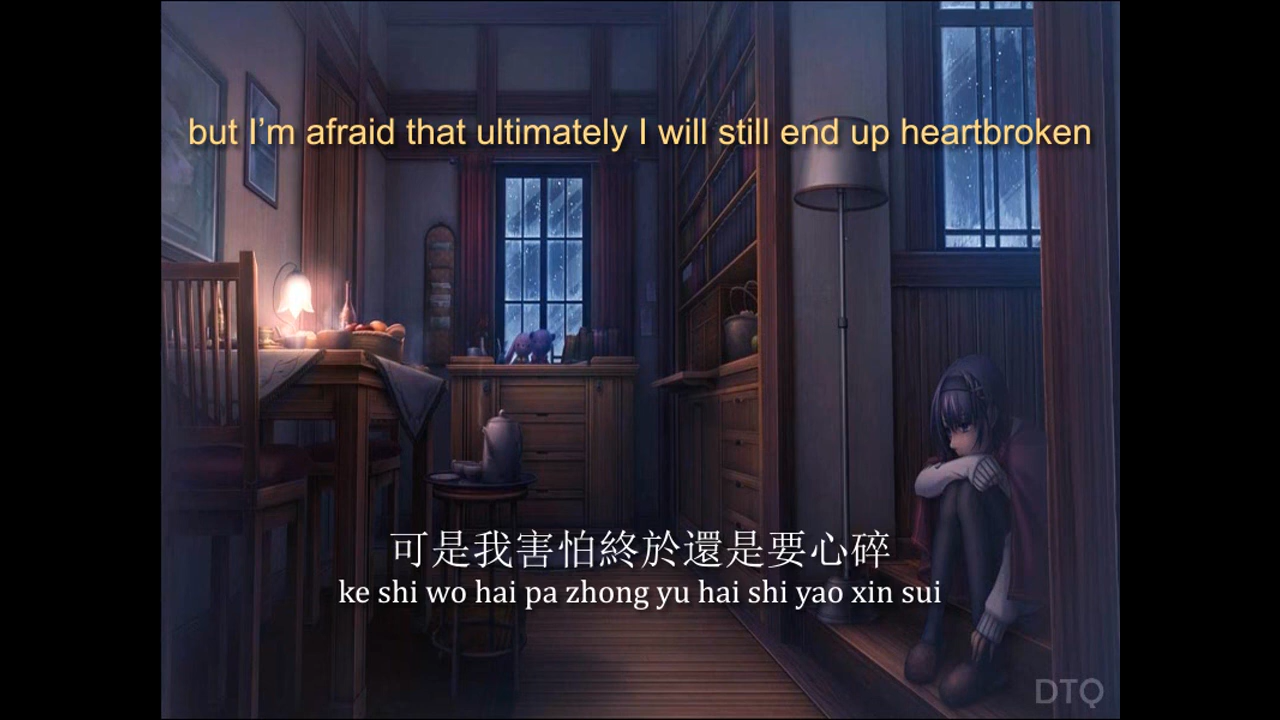 but I’m afraid that ultimately I will still end up heartbroken
可是我害怕終於還是要心碎
ke shi wo hai pa zhong yu hai shi yao xin sui
DTQ